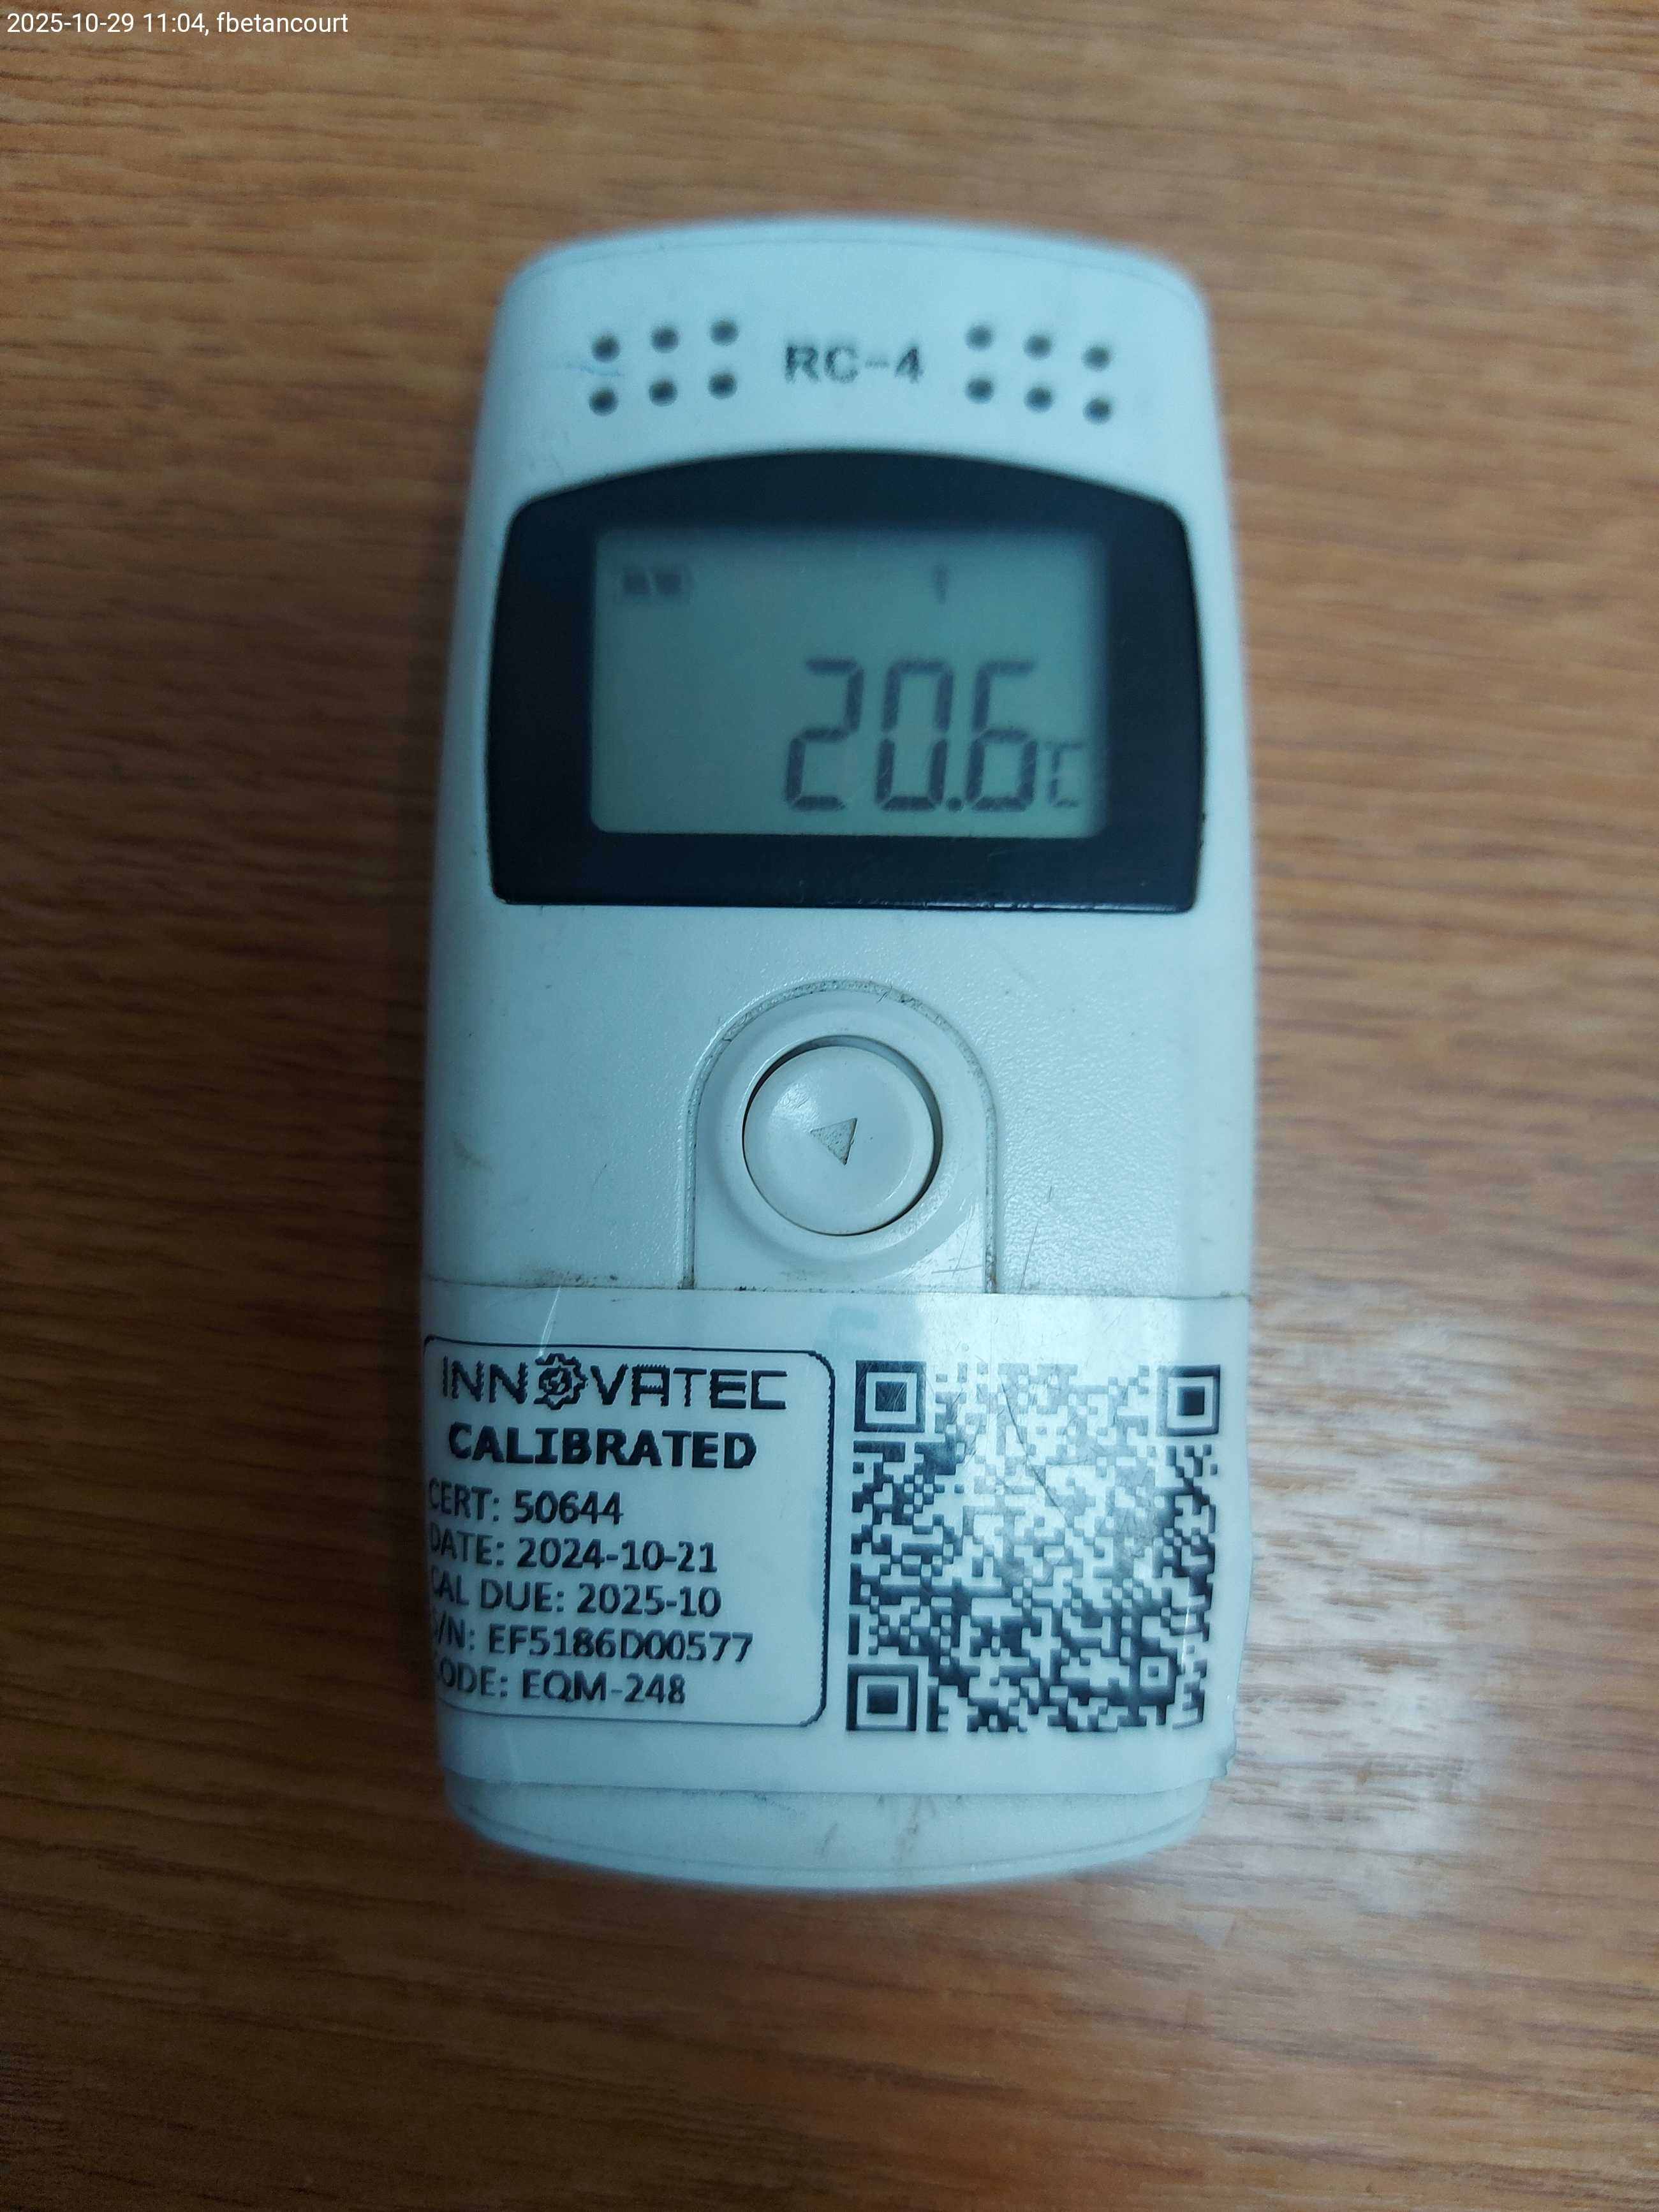 2025-10-29 11:04, fbetancourt
RC-4
20.6°C
INNOVATEC
CALIBRATED
CERT: 50644
DATE: 2024-10-21
CAL DUE: 2025-10
S/N: EF5186D00577
CODE: EQM-248